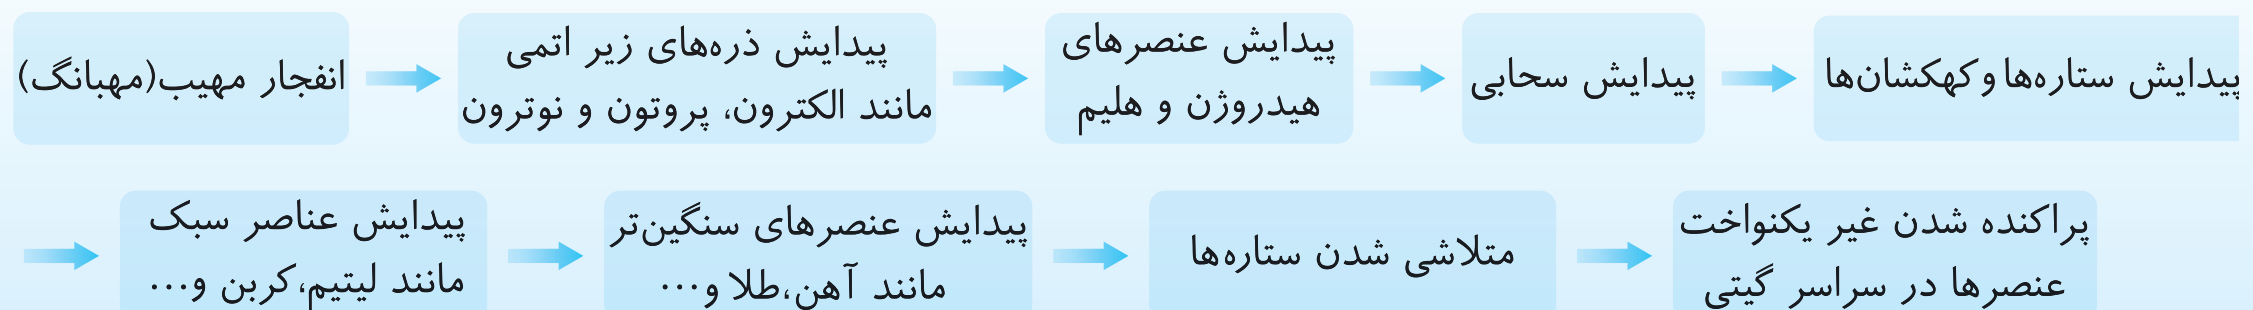 انفجار مهیب(مهبانگ)
پیدایش ذره‌های زیر اتمی
مانند الکترون، پروتون و نوترون
پیدایش عنصرهای
هیدروژن و هلیم
پیدایش سحابی
پیدایش ستاره‌ها و کهکشان‌ها
پیدایش عناصر سبک
مانند لیتیم،کربن و...
پیدایش عنصرهای سنگین‌تر
مانند آهن،طلا و...
متلاشی شدن ستاره‌ها
پراکنده شدن غیر یکنواخت
عنصرها در سراسر گیتی